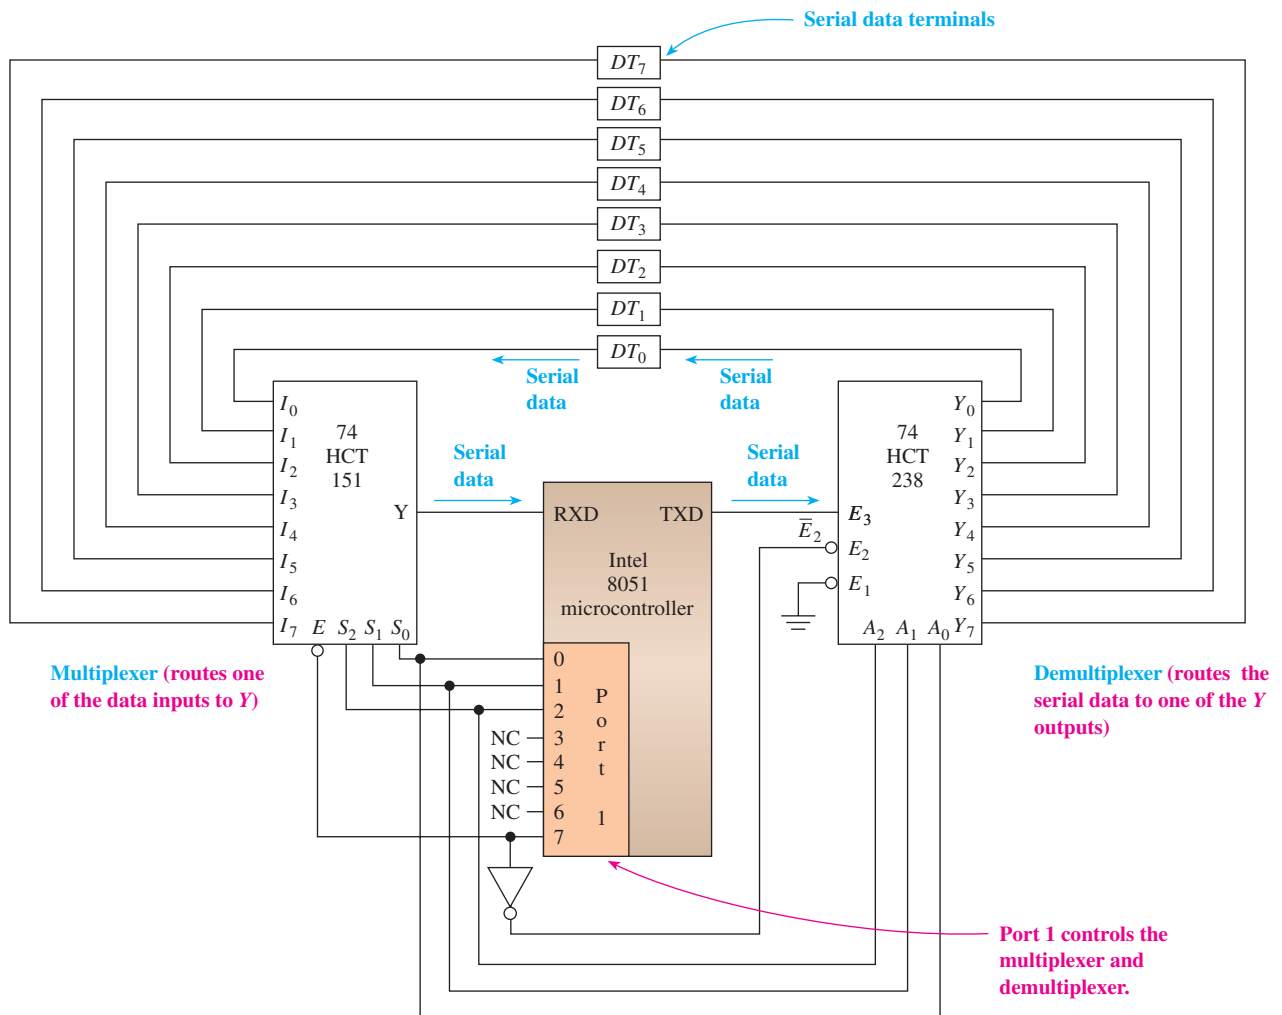 Serial data terminals
DT7
DT6
DT5
DT4
DT3
DT2
DT1
DT0
Serial
data
Serial
data
I0
I1
I2
I3
I4
I5
I6
I7
74
HCT
151
Y
E S2 S1 S0
Serial
data
RXD TXD
Intel
8051
microcontroller
Serial
data
E̅2
E3
E2
E1
74
HCT
238
A2 A1 A0
Y0
Y1
Y2
Y3
Y4
Y5
Y6
Y7
Multiplexer (routes one
of the data inputs to Y)
0
1
2
NC 3
NC 4
NC 5
NC 6
7
Port 1
Demultiplexer (routes the
serial data to one of the Y
outputs)
Port 1 controls the
multiplexer and
demultiplexer.